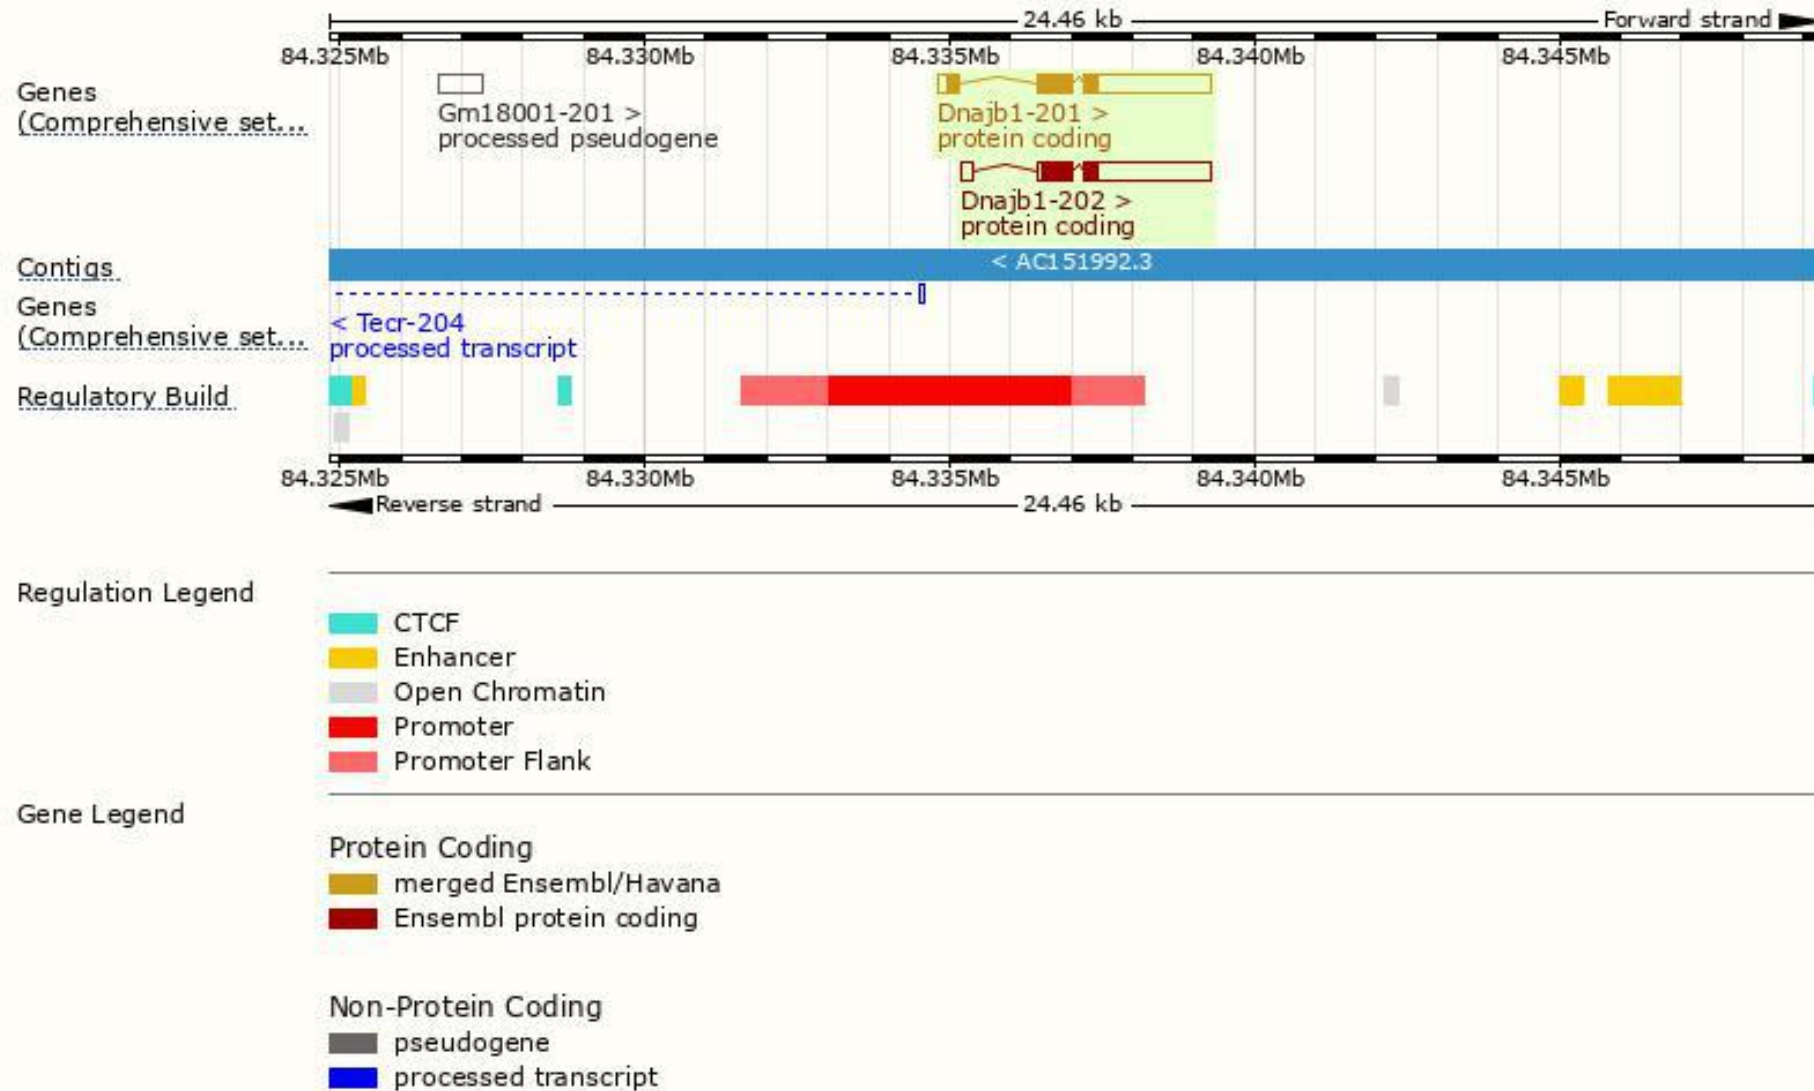 24.46 kb Forward strand
84.325Mb 84.330Mb 84.335Mb 84.340Mb 84.345Mb
Genes
(Comprehensive set...
Gm18001-201 >
processed pseudogene
Dnajb1-201 >
protein coding
Dnajb1-202 >
protein coding
Contigs
< AC151992.3
Genes
(Comprehensive set...
< Tecr-204
processed transcript
Regulatory Build
84.325Mb 84.330Mb 84.335Mb 84.340Mb 84.345Mb
Reverse strand 24.46 kb
Regulation Legend
CTCF
Enhancer
Open Chromatin
Promoter
Promoter Flank
Gene Legend
Protein Coding
merged Ensembl/Havana
Ensembl protein coding
Non-Protein Coding
pseudogene
processed transcript